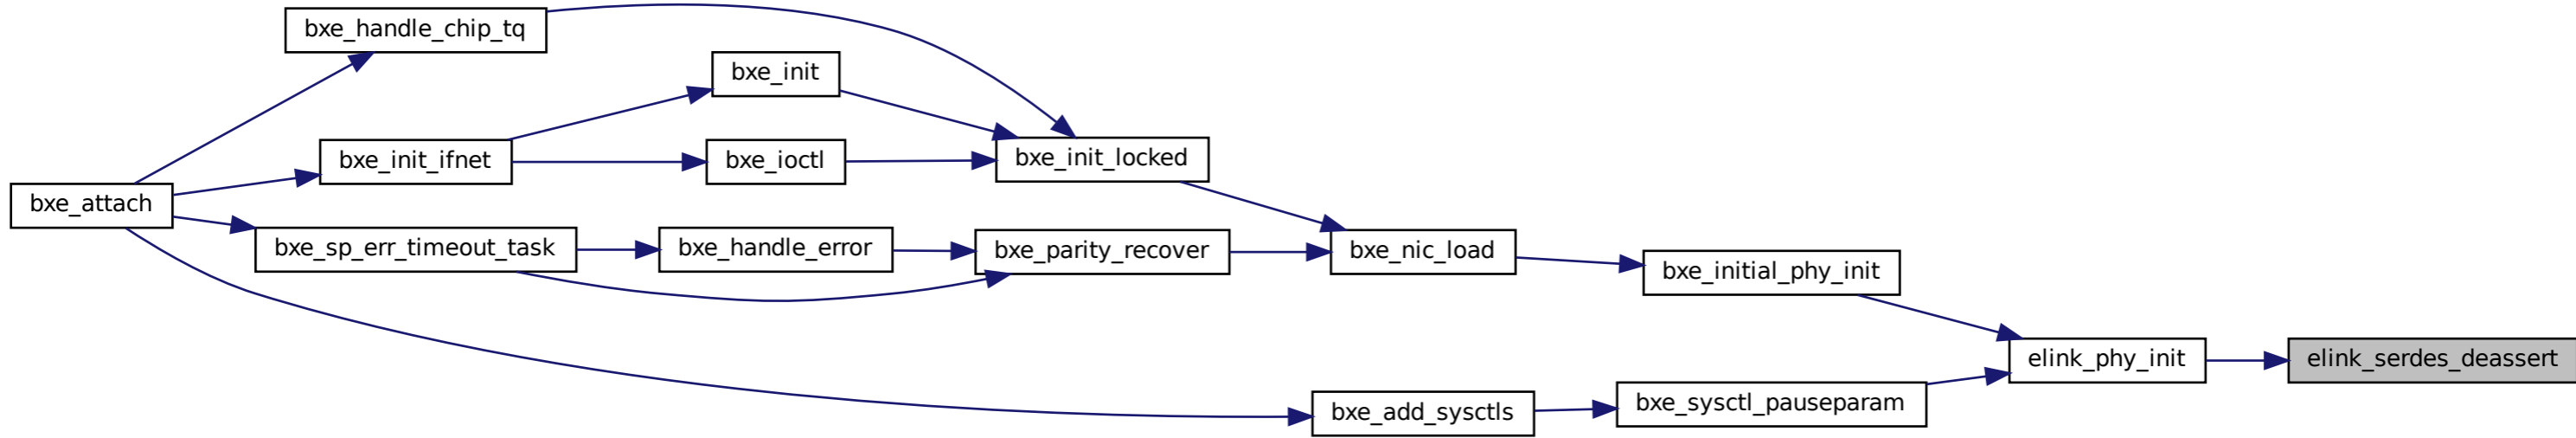 bxe_handle_chip_tq
bxe_init
bxe_init_ifnet
bxe_ioctl
bxe_init_locked
bxe_attach
bxe_sp_err_timeout_task
bxe_handle_error
bxe_parity_recover
bxe_nic_load
bxe_initial_phy_init
elink_phy_init
elink_serdes_deassert
bxe_add_sysctls
bxe_sysctl_pauseparam